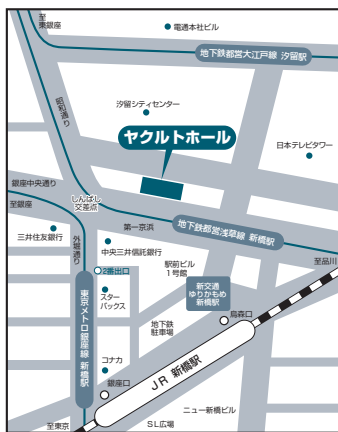 至
東銀座
電通本社ビル
地下鉄都営大江戸線 汐留駅
昭和通り
汐留シティセンター
ヤクルトホール
日本テレビタワー
銀座中央通り
至銀座
しんばし
交差点
第一京浜
地下鉄都営浅草線 新橋駅
三井住友銀行
外堀通り
中央三井信託銀行
至品川
2番出口
駅前ビル
1号館
新交通
ゆりかもめ
新橋駅
スター
バックス
烏森口
東京メトロ銀座線 新橋駅
地下鉄
駐車場
コナカ
JR 新橋駅
銀座口
ニュー新橋ビル
至東京
SL広場